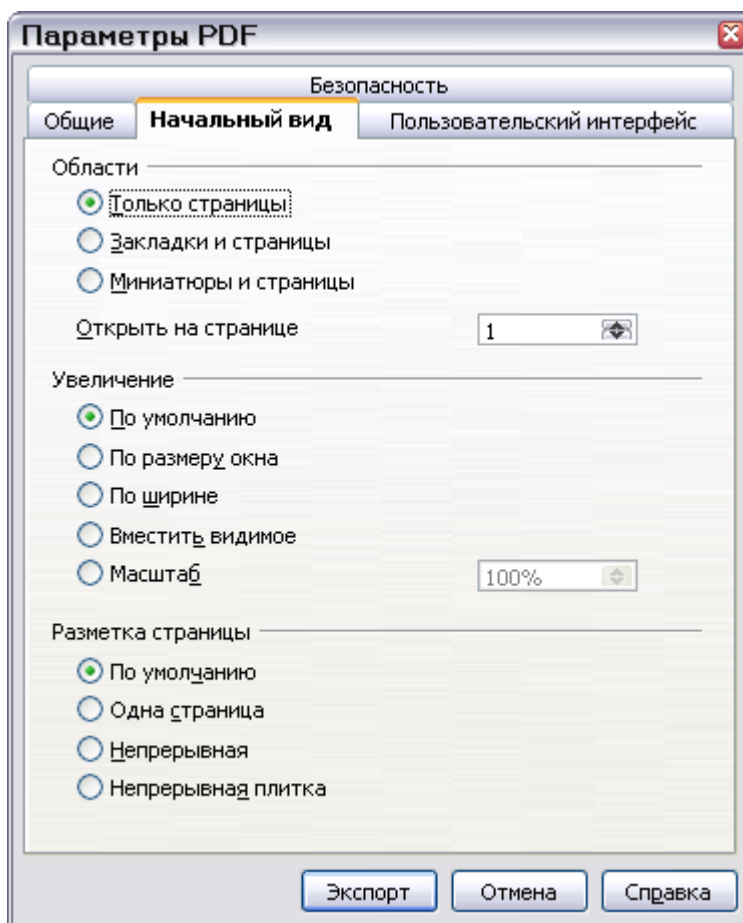 Параметры PDF
Безопасность
Общие Начальный вид Пользовательский интерфейс
Области
Только страницы
Закладки и страницы
Миниатюры и страницы
Открыть на странице 1
Увеличение
По умолчанию
По размеру окна
По ширине
Вместить видимое
Масштаб 100%
Разметка страницы
По умолчанию
Одна страница
Непрерывная
Непрерывная плитка
Экспорт Отмена Справка